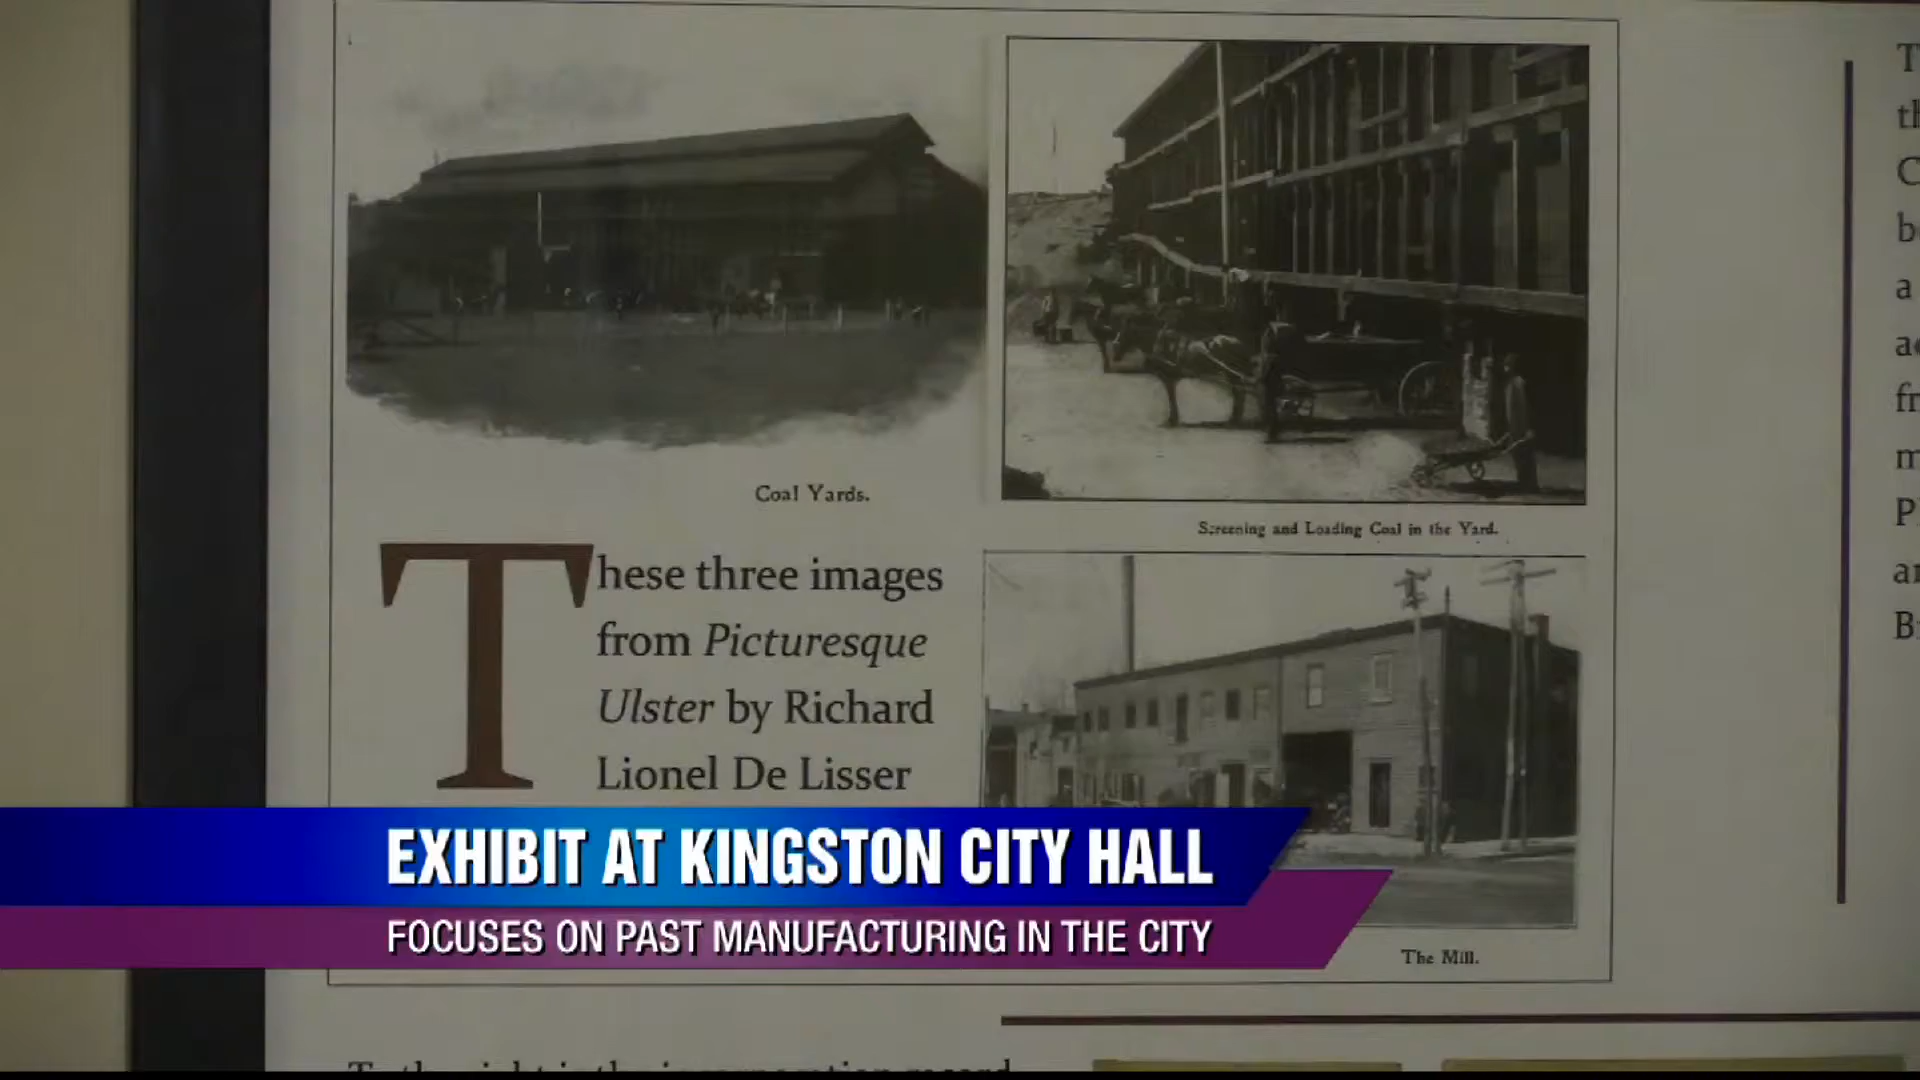 Coal Yards.
Screening and Loading Coal in the Yard.
These three images
from Picturesque
Ulster by Richard
Lionel De Lisser
The Mill.
EXHIBIT AT KINGSTON CITY HALL
FOCUSES ON PAST MANUFACTURING IN THE CITY